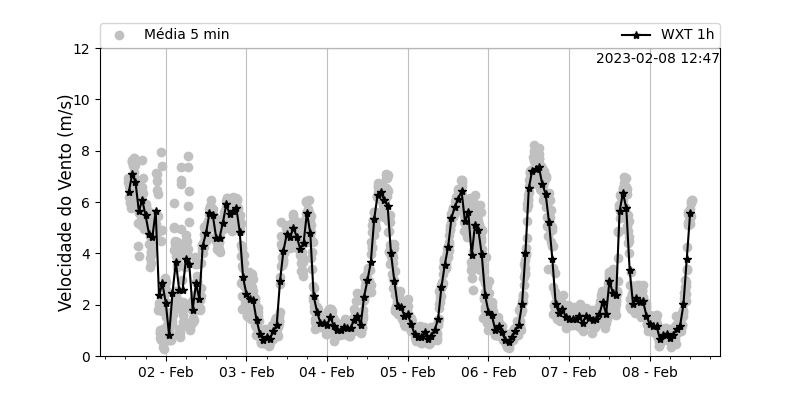 Média 5 min
WXT 1h
2023-02-08 12:47
Velocidade do Vento (m/s)
12
10
8
6
4
2
0
02 - Feb
03 - Feb
04 - Feb
05 - Feb
06 - Feb
07 - Feb
08 - Feb